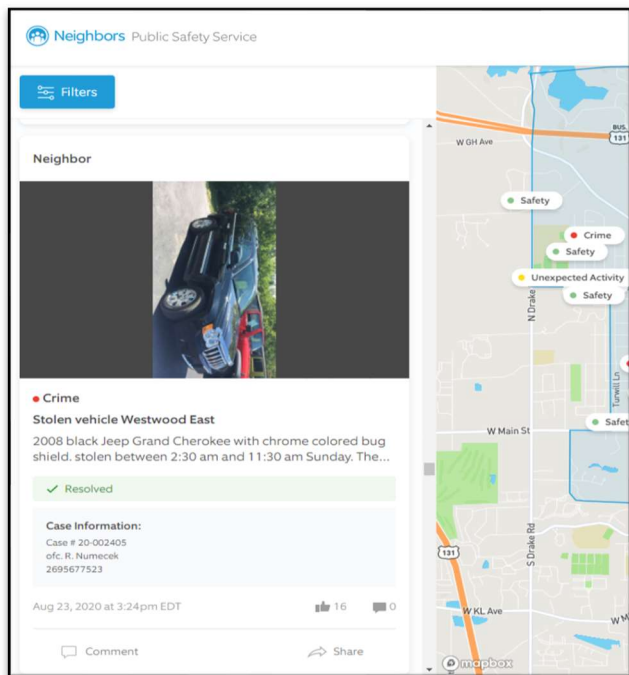 Neighbors Public Safety Service
Filters
Neighbor
Crime
Stolen vehicle Westwood East
2008 black Jeep Grand Cherokee with chrome colored bug
shield. stolen between 2:30 am and 11:30 am Sunday. The...
Resolved
Case Information:
Case # 20-002405
ofc. R. Numecek
2695677523
Aug 23, 2020 at 3:24pm EDT
16
0
Comment
Share
BUS.
131
W GH Ave
Safety
Crime
Safety
Unexpected Activity
Safety
N Drake
Turwill Ln
Safet
W Main St
S Drake Rd
131
W KL Ave
W M
mapbox